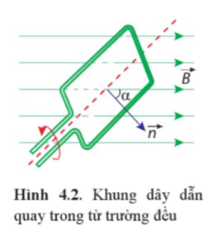 B
α
n
Hình 4.2. Khung dây dẫn
quay trong từ trường đều